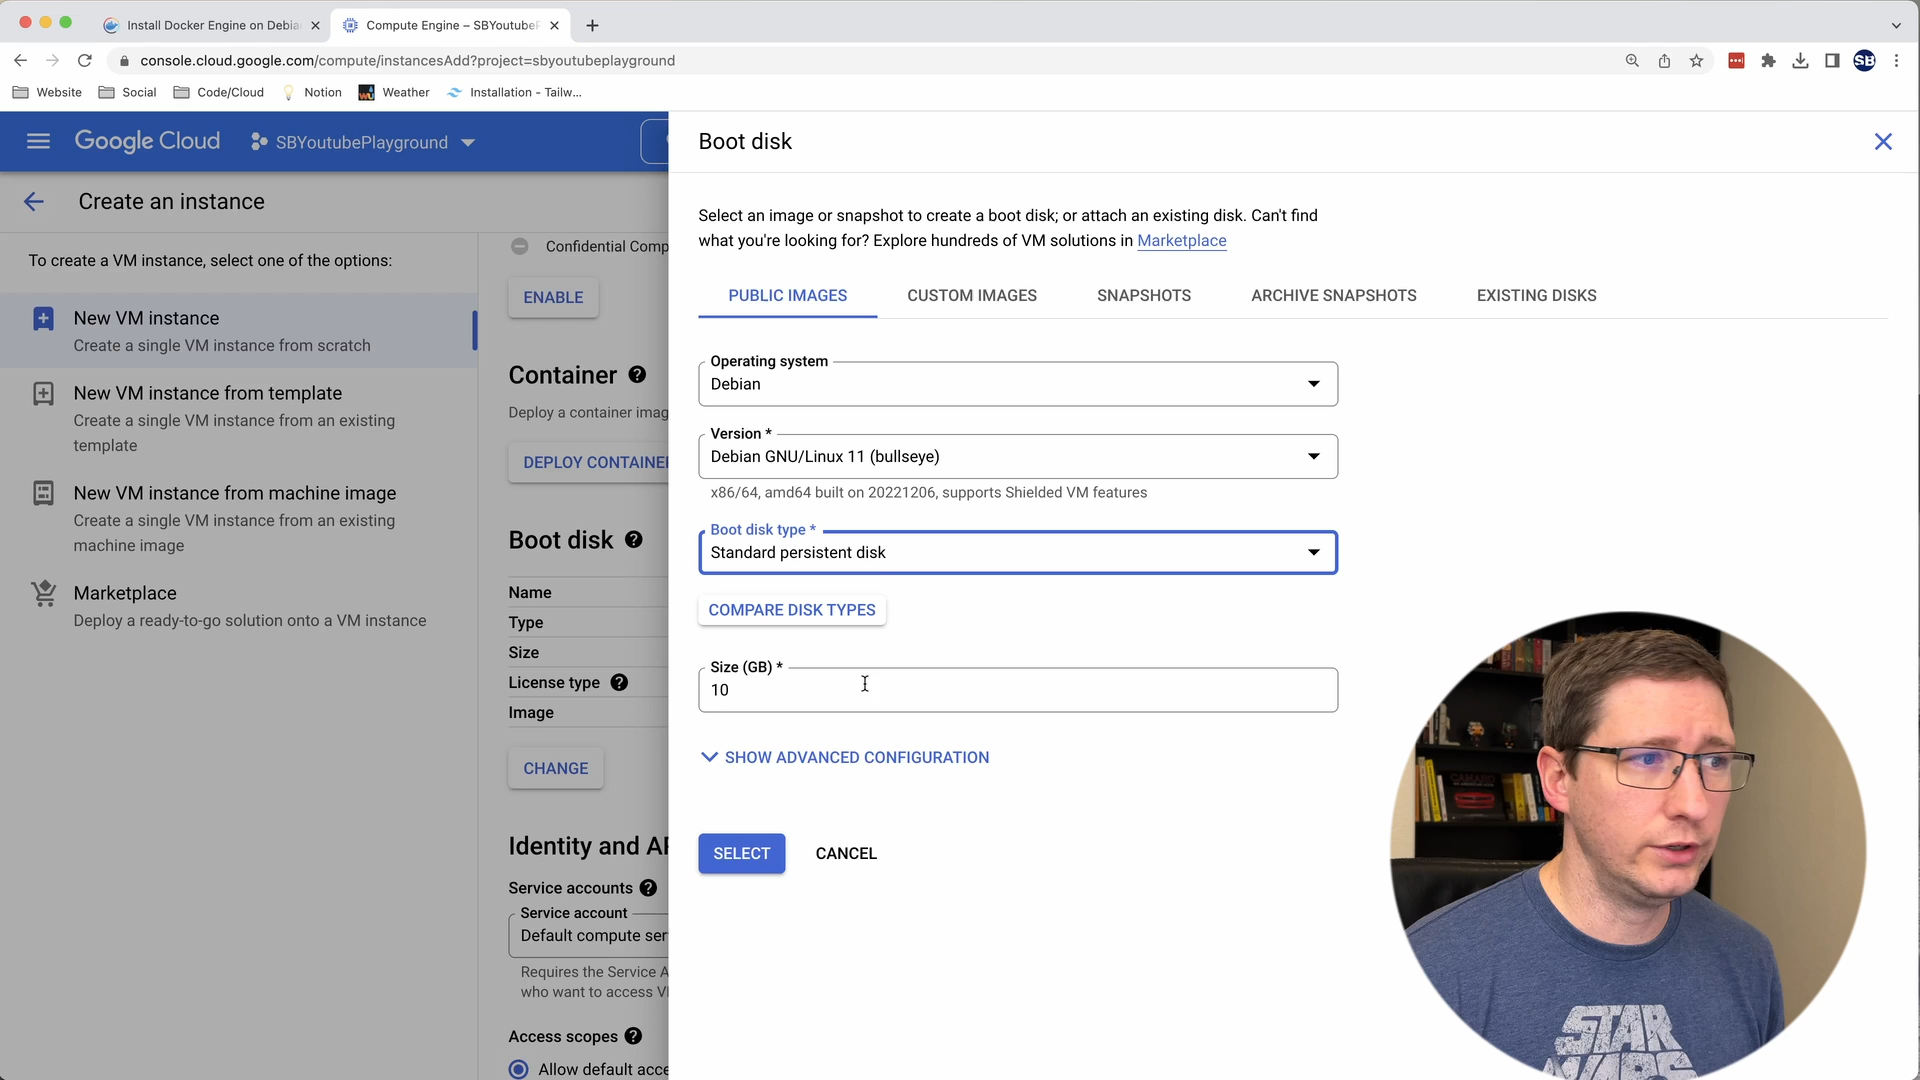 Install Docker Engine on Debia
Compute Engine – SBYoutubeP
console.cloud.google.com/compute/instancesAdd?project=sbyoutubeplayground
SB
Website
Social
Code/Cloud
Notion
Weather
Installation - Tailw...
Google Cloud
SBYoutubePlayground
Create an instance
To create a VM instance, select one of the options:
New VM instance
Create a single VM instance from scratch
New VM instance from template
Create a single VM instance from an existing
template
New VM instance from machine image
Create a single VM instance from an existing
machine image
Marketplace
Deploy a ready-to-go solution onto a VM instance
Confidential Comp
ENABLE
Container
Deploy a container imag
DEPLOY CONTAINE
Boot disk
Name
Type
Size
License type
Image
CHANGE
Identity and AP
Service accounts
Service account
Default compute ser
Requires the Service A
who want to access V
Access scopes
Allow default acce
Boot disk
Select an image or snapshot to create a boot disk; or attach an existing disk. Can't find
what you're looking for? Explore hundreds of VM solutions in Marketplace
PUBLIC IMAGES
CUSTOM IMAGES
SNAPSHOTS
ARCHIVE SNAPSHOTS
EXISTING DISKS
Operating system
Debian
Version *
Debian GNU/Linux 11 (bullseye)
x86/64, amd64 built on 20221206, supports Shielded VM features
Boot disk type *
Standard persistent disk
COMPARE DISK TYPES
Size (GB) *
10
SHOW ADVANCED CONFIGURATION
SELECT
CANCEL
CAMARO
STAR
WARS